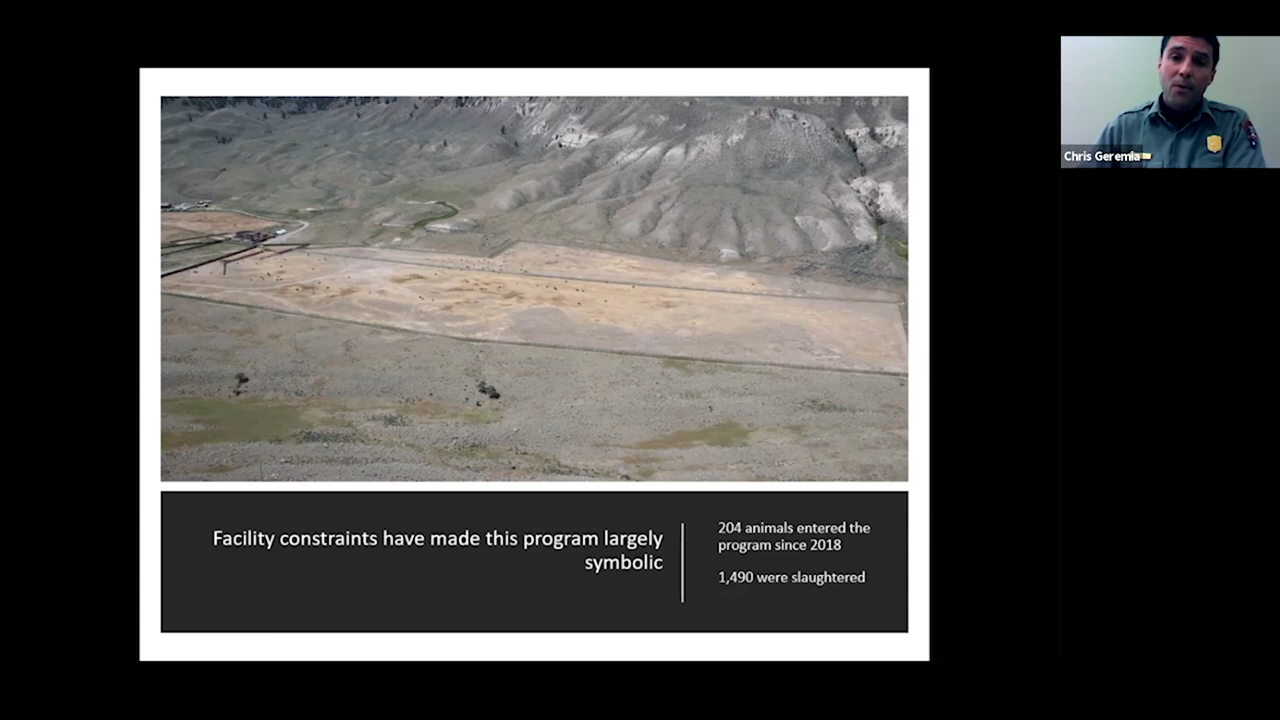 Chris Geremia
Facility constraints have made this program largely
symbolic
204 animals entered the
program since 2018
1,490 were slaughtered